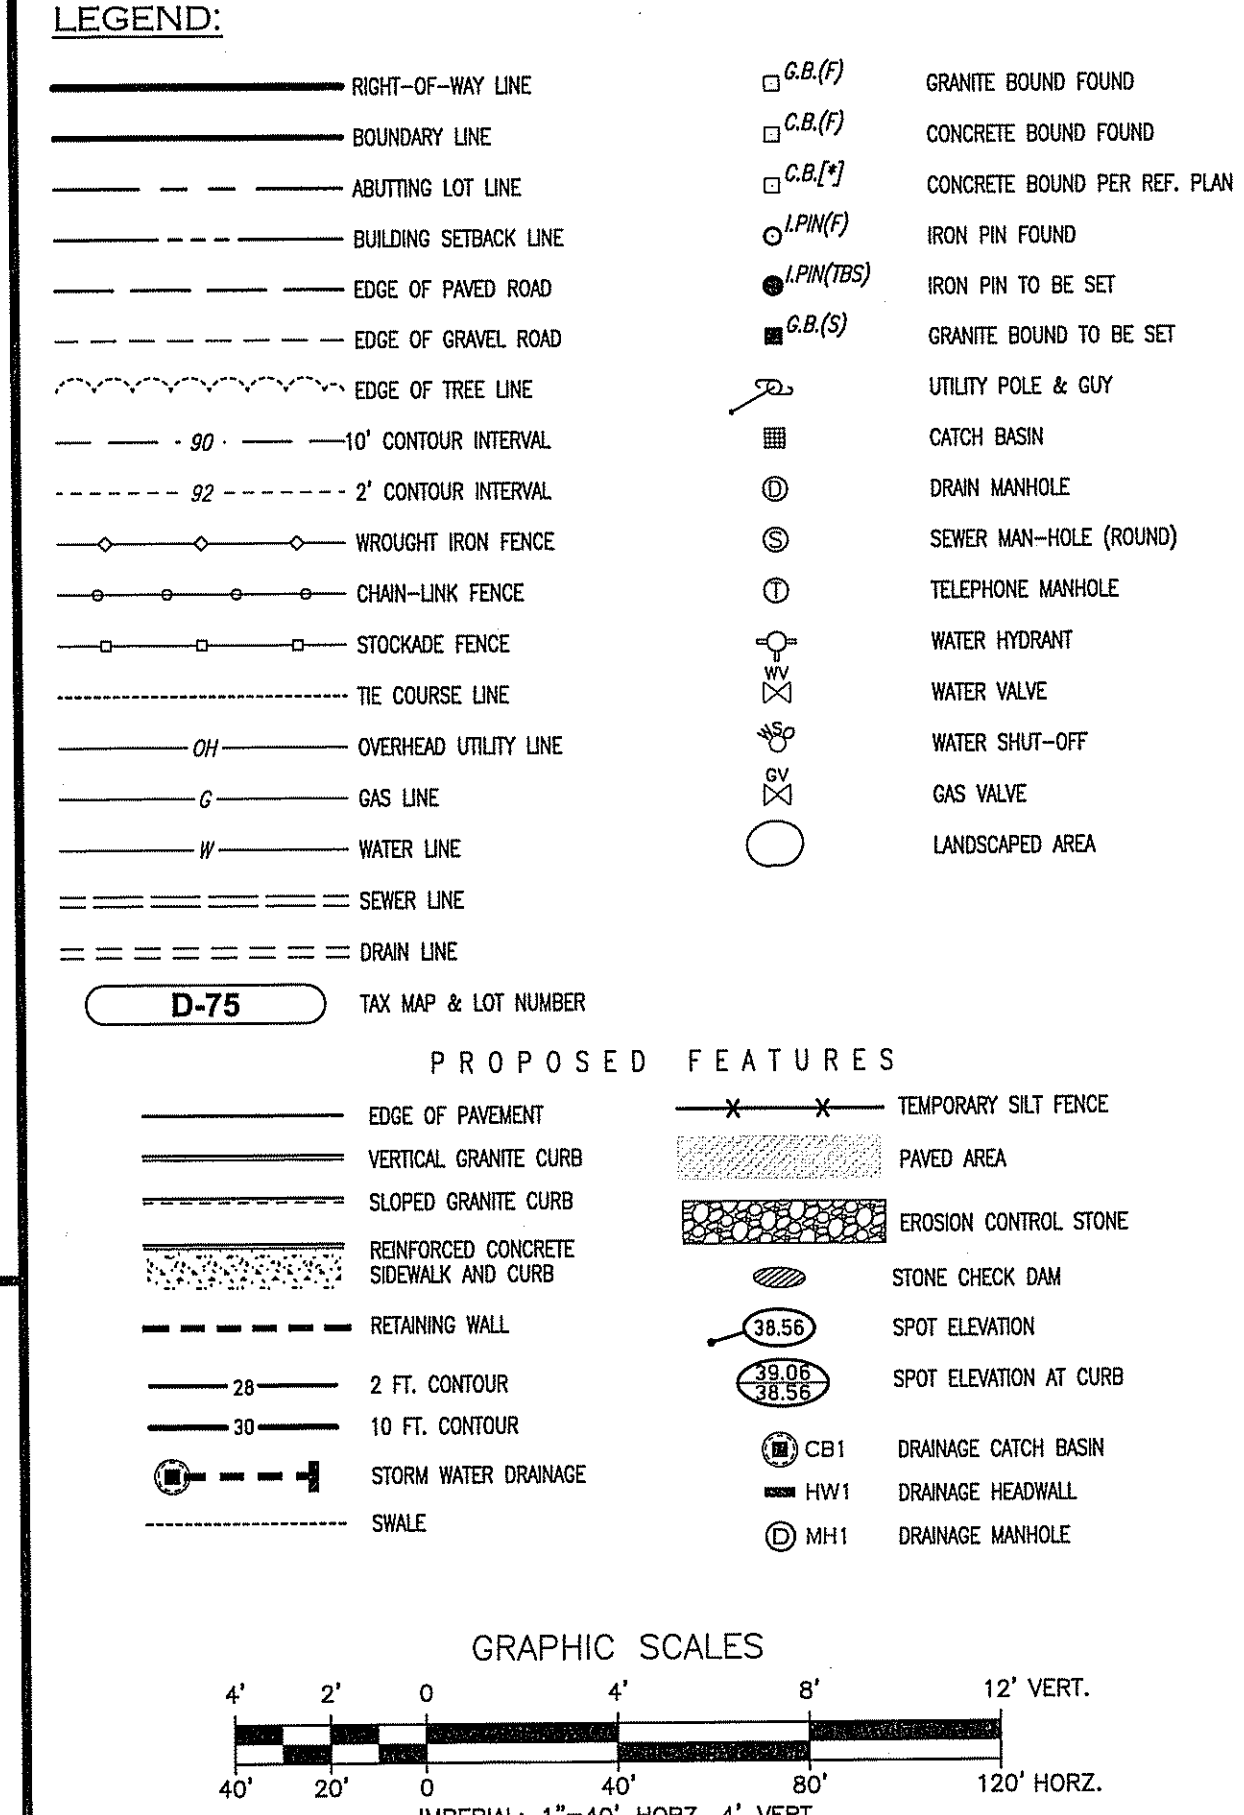 LEGEND:
RIGHT-OF-WAY LINE
BOUNDARY LINE
ABUTTING LOT LINE
BUILDING SETBACK LINE
EDGE OF PAVED ROAD
EDGE OF GRAVEL ROAD
EDGE OF TREE LINE
90 10' CONTOUR INTERVAL
92 2' CONTOUR INTERVAL
WROUGHT IRON FENCE
CHAIN-LINK FENCE
STOCKADE FENCE
TIE COURSE LINE
OH OVERHEAD UTILITY LINE
G GAS LINE
W WATER LINE
SEWER LINE
DRAIN LINE
D-75 TAX MAP & LOT NUMBER
G.B.(F) GRANITE BOUND FOUND
C.B.(F) CONCRETE BOUND FOUND
C.B.[*] CONCRETE BOUND PER REF. PLAN
I.PIN(F) IRON PIN FOUND
I.PIN(TBS) IRON PIN TO BE SET
G.B.(S) GRANITE BOUND TO BE SET
UTILITY POLE & GUY
CATCH BASIN
D DRAIN MANHOLE
S SEWER MAN-HOLE (ROUND)
T TELEPHONE MANHOLE
WATER HYDRANT
WV WATER VALVE
WSO WATER SHUT-OFF
GV GAS VALVE
LANDSCAPED AREA
PROPOSED FEATURES
EDGE OF PAVEMENT
VERTICAL GRANITE CURB
SLOPED GRANITE CURB
REINFORCED CONCRETE
SIDEWALK AND CURB
RETAINING WALL
28 2 FT. CONTOUR
30 10 FT. CONTOUR
STORM WATER DRAINAGE
SWALE
TEMPORARY SILT FENCE
PAVED AREA
EROSION CONTROL STONE
STONE CHECK DAM
38.56 SPOT ELEVATION
39.06
38.56 SPOT ELEVATION AT CURB
CB1 DRAINAGE CATCH BASIN
HW1 DRAINAGE HEADWALL
D MH1 DRAINAGE MANHOLE
GRAPHIC SCALES
4' 2' 0 4' 8' 12' VERT.
40' 20' 0 40' 80' 120' HORZ.
IMPERIAL: 1"=40' HORZ. 4' VERT.